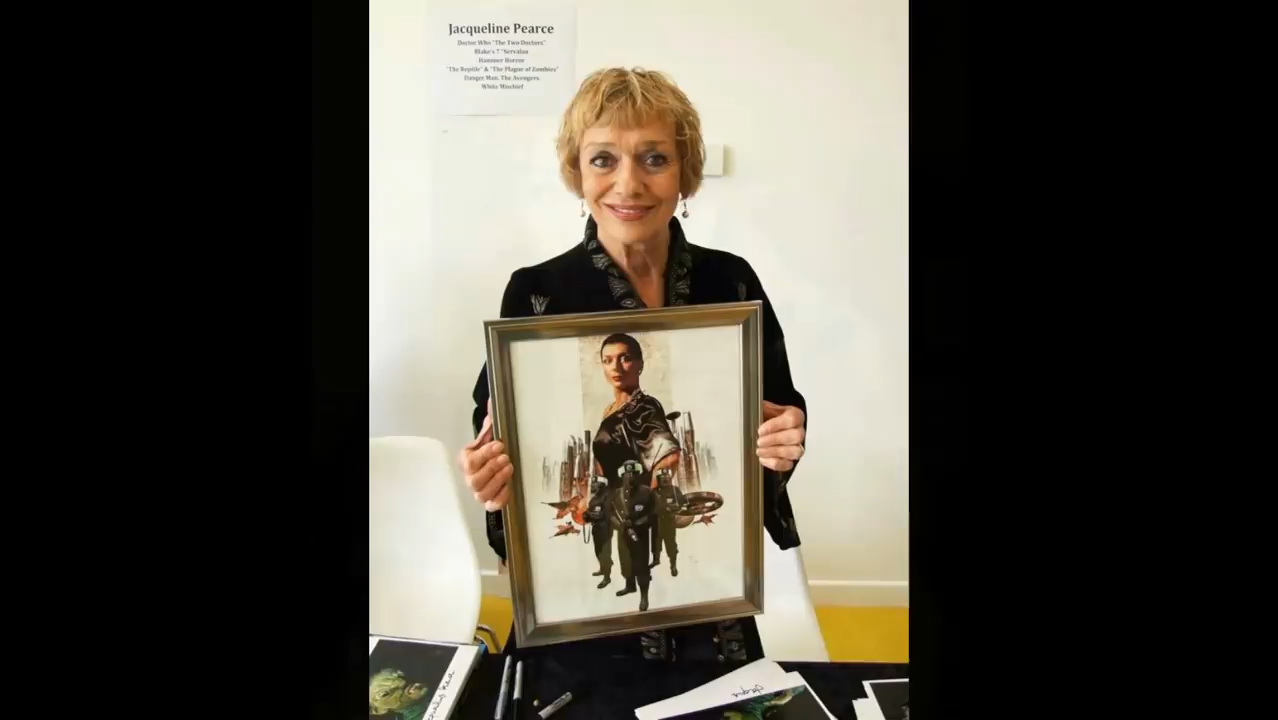 Jacqueline Pearce
Doctor Who "The Two Doctors."
Blake's 7 "Servalan
Hammer Horror
"The Reptile" & "The Plague of Zombies"
Danger Man. The Avengers.
White Mischief